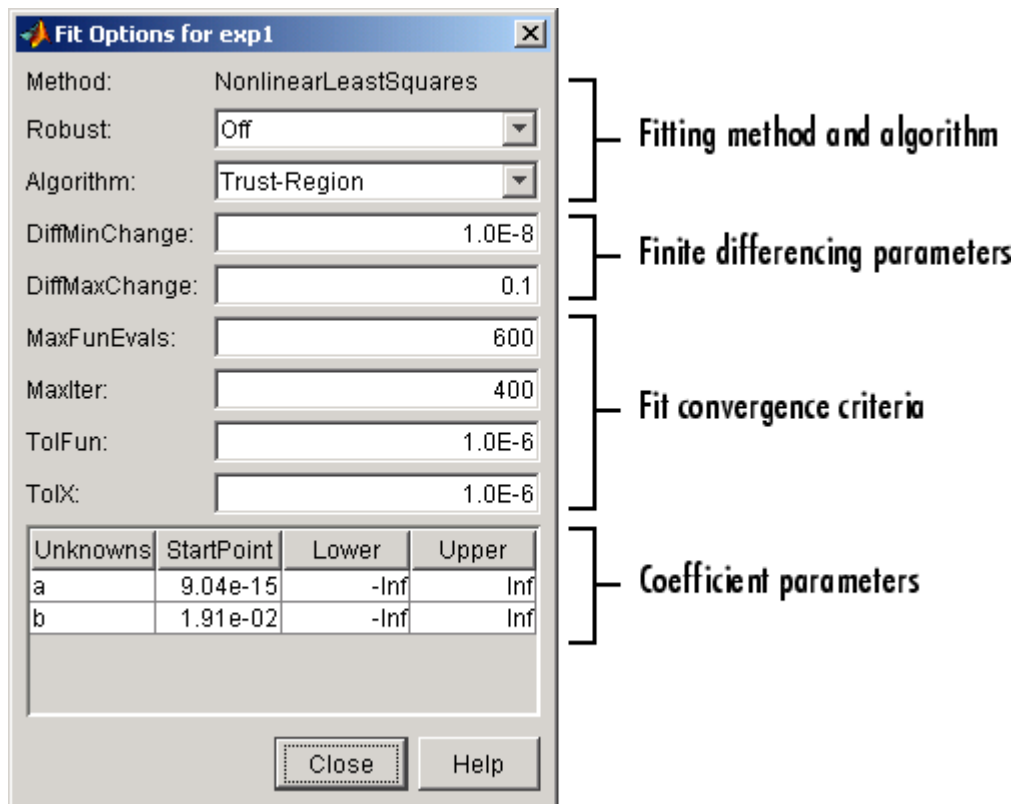 Fit Options for exp1
Method: NonlinearLeastSquares
Robust: Off
Algorithm: Trust-Region
Fitting method and algorithm
DiffMinChange: 1.0E-8
DiffMaxChange: 0.1
Finite differencing parameters
MaxFunEvals: 600
MaxIter: 400
TolFun: 1.0E-6
TolX: 1.0E-6
Fit convergence criteria
Unknowns StartPoint Lower Upper
a 9.04e-15 -Inf Inf
b 1.91e-02 -Inf Inf
Coefficient parameters
Close Help